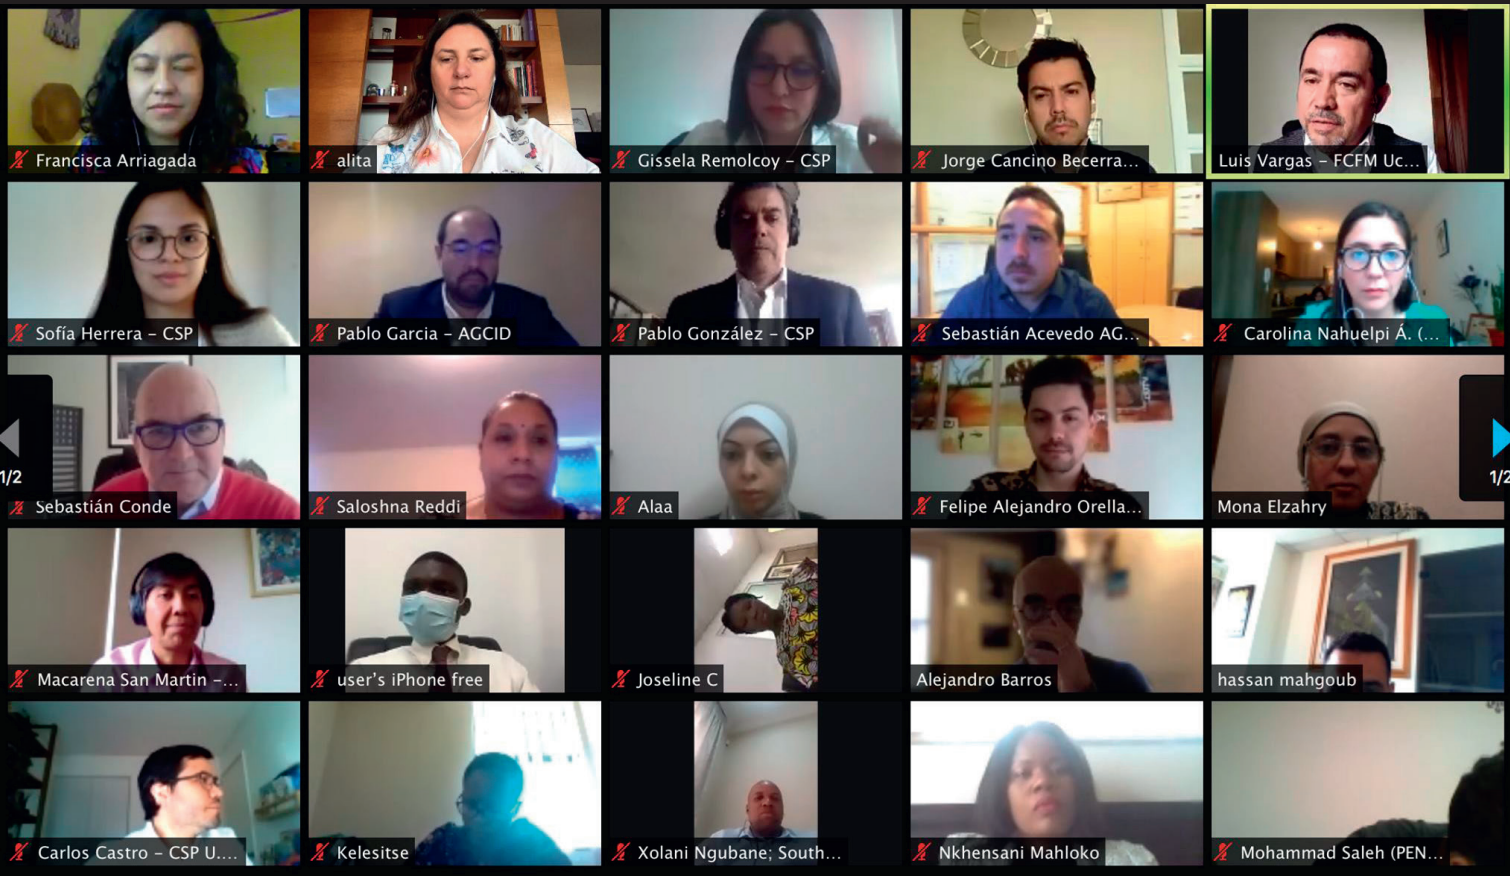 Francisca Arriagada
alita
Gissela Remolcoy – CSP
Jorge Cancino Becerra...
Luis Vargas – FCFM Uc...
Sofía Herrera – CSP
Pablo Garcia – AGCID
Pablo González – CSP
Sebastián Acevedo AG...
Carolina Nahuelpi Á. (...
1/2
1/2
Sebastián Conde
Saloshna Reddi
Alaa
Felipe Alejandro Orella...
Mona Elzahry
Macarena San Martin –...
user's iPhone free
Joseline C
Alejandro Barros
hassan mahgoub
Carlos Castro – CSP U....
Kelesitse
Xolani Ngubane; South...
Nkhensani Mahloko
Mohammad Saleh (PEN...